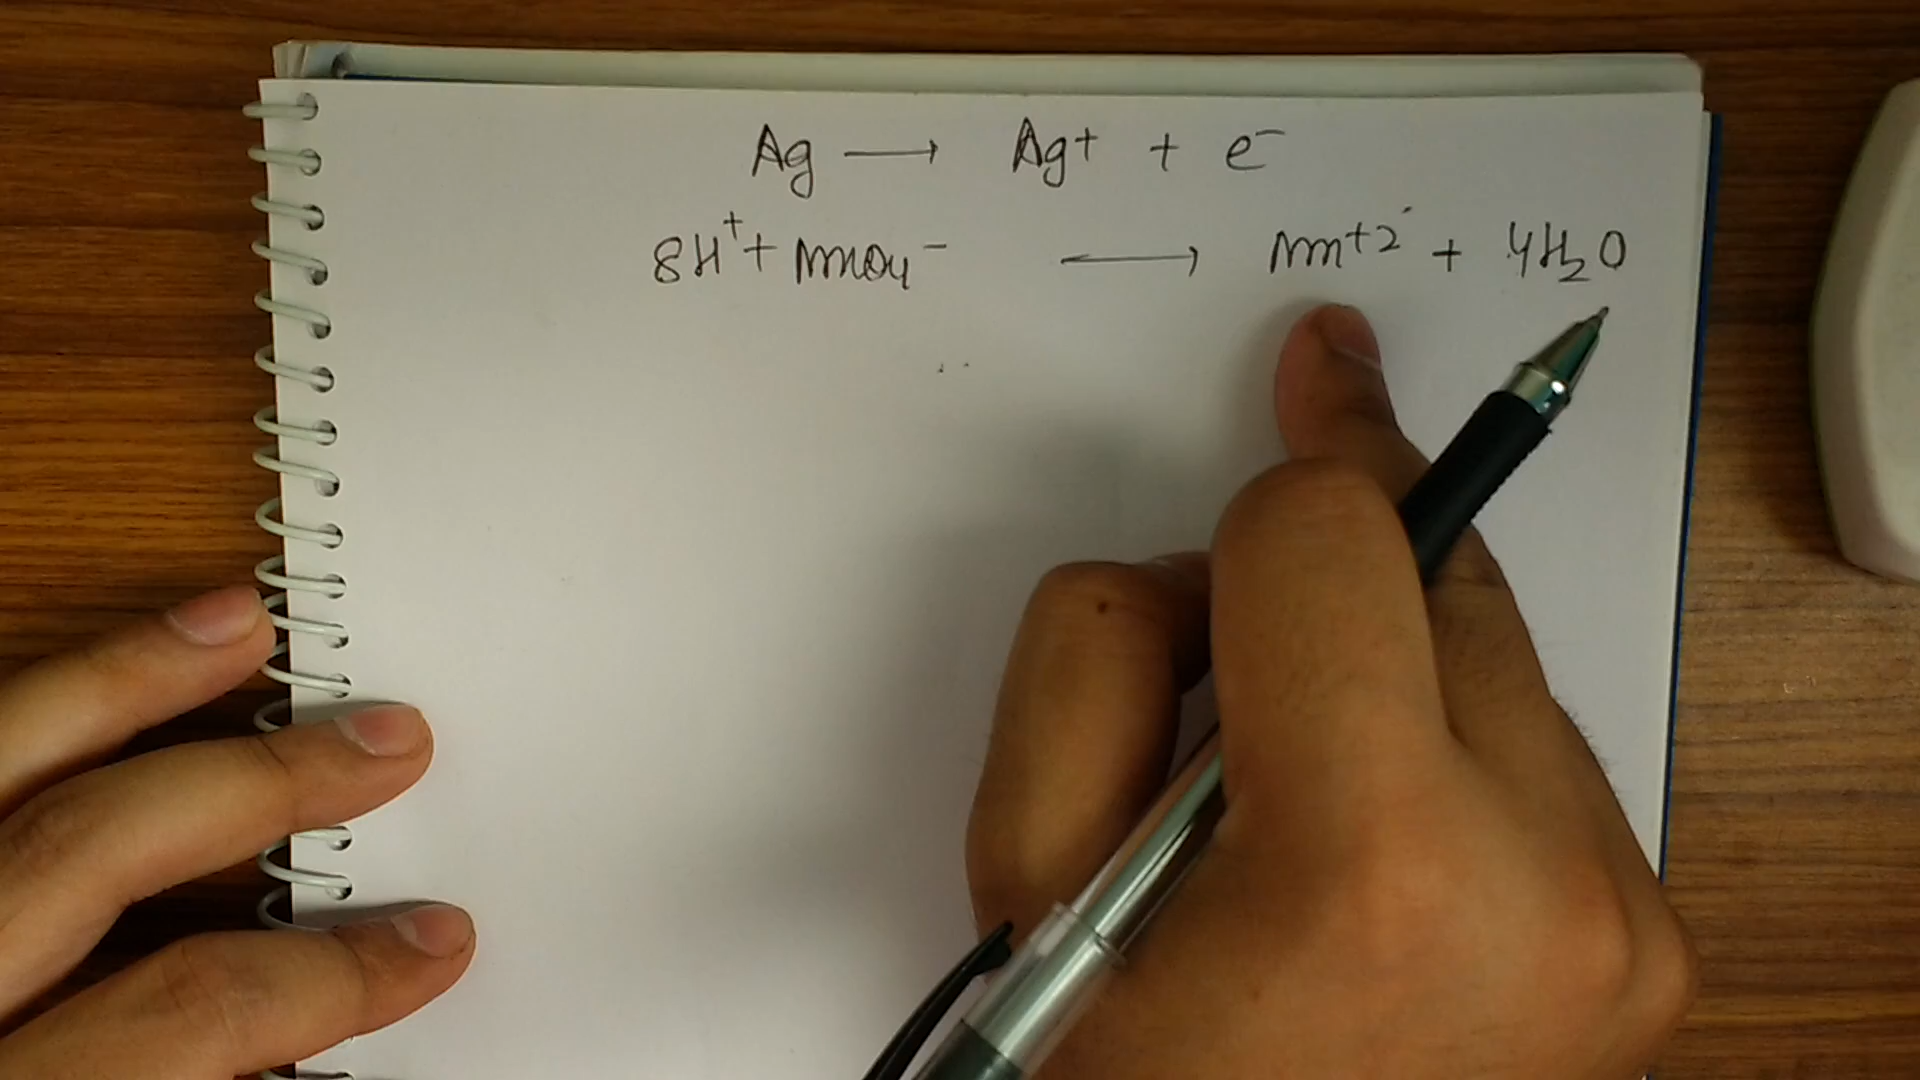 Ag → Ag+ + e⁻
8H⁺ + MnO4⁻ → Mn+2 + 4H₂O